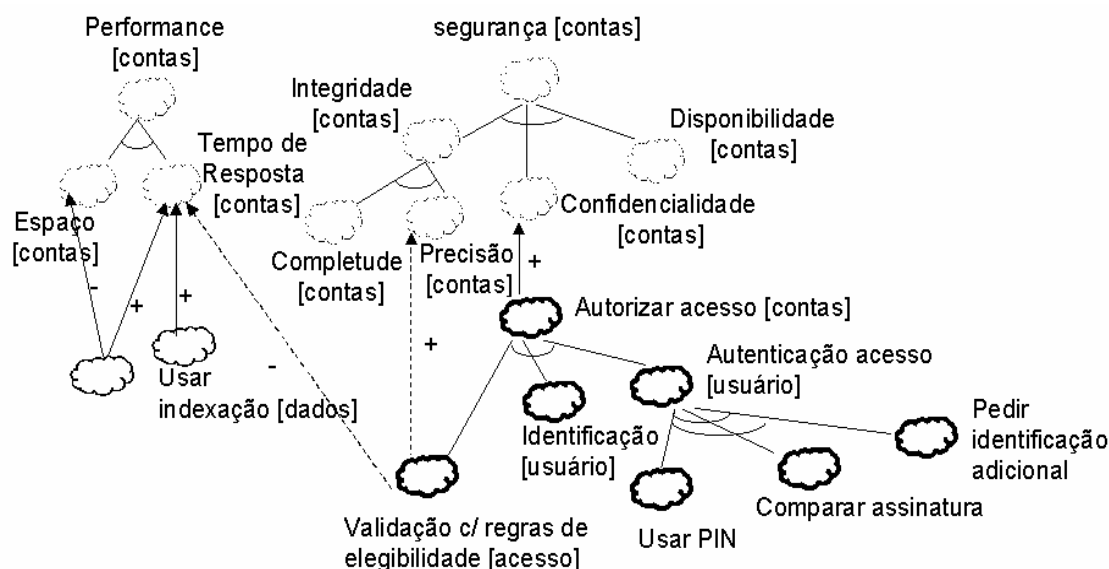 Performance
[contas]
segurança [contas]
Integridade
[contas]
Disponibilidade
[contas]
Tempo de
Resposta
[contas]
Espaço
[contas]
Confidencialidade
[contas]
Completude
[contas]
Precisão
[contas]
-
+
+
-
+
+
Autorizar acesso [contas]
Usar
indexação [dados]
Autenticação acesso
[usuário]
Identificação
[usuário]
Pedir
identificação
adicional
Comparar assinatura
Usar PIN
Validação c/ regras de
elegibilidade [acesso]